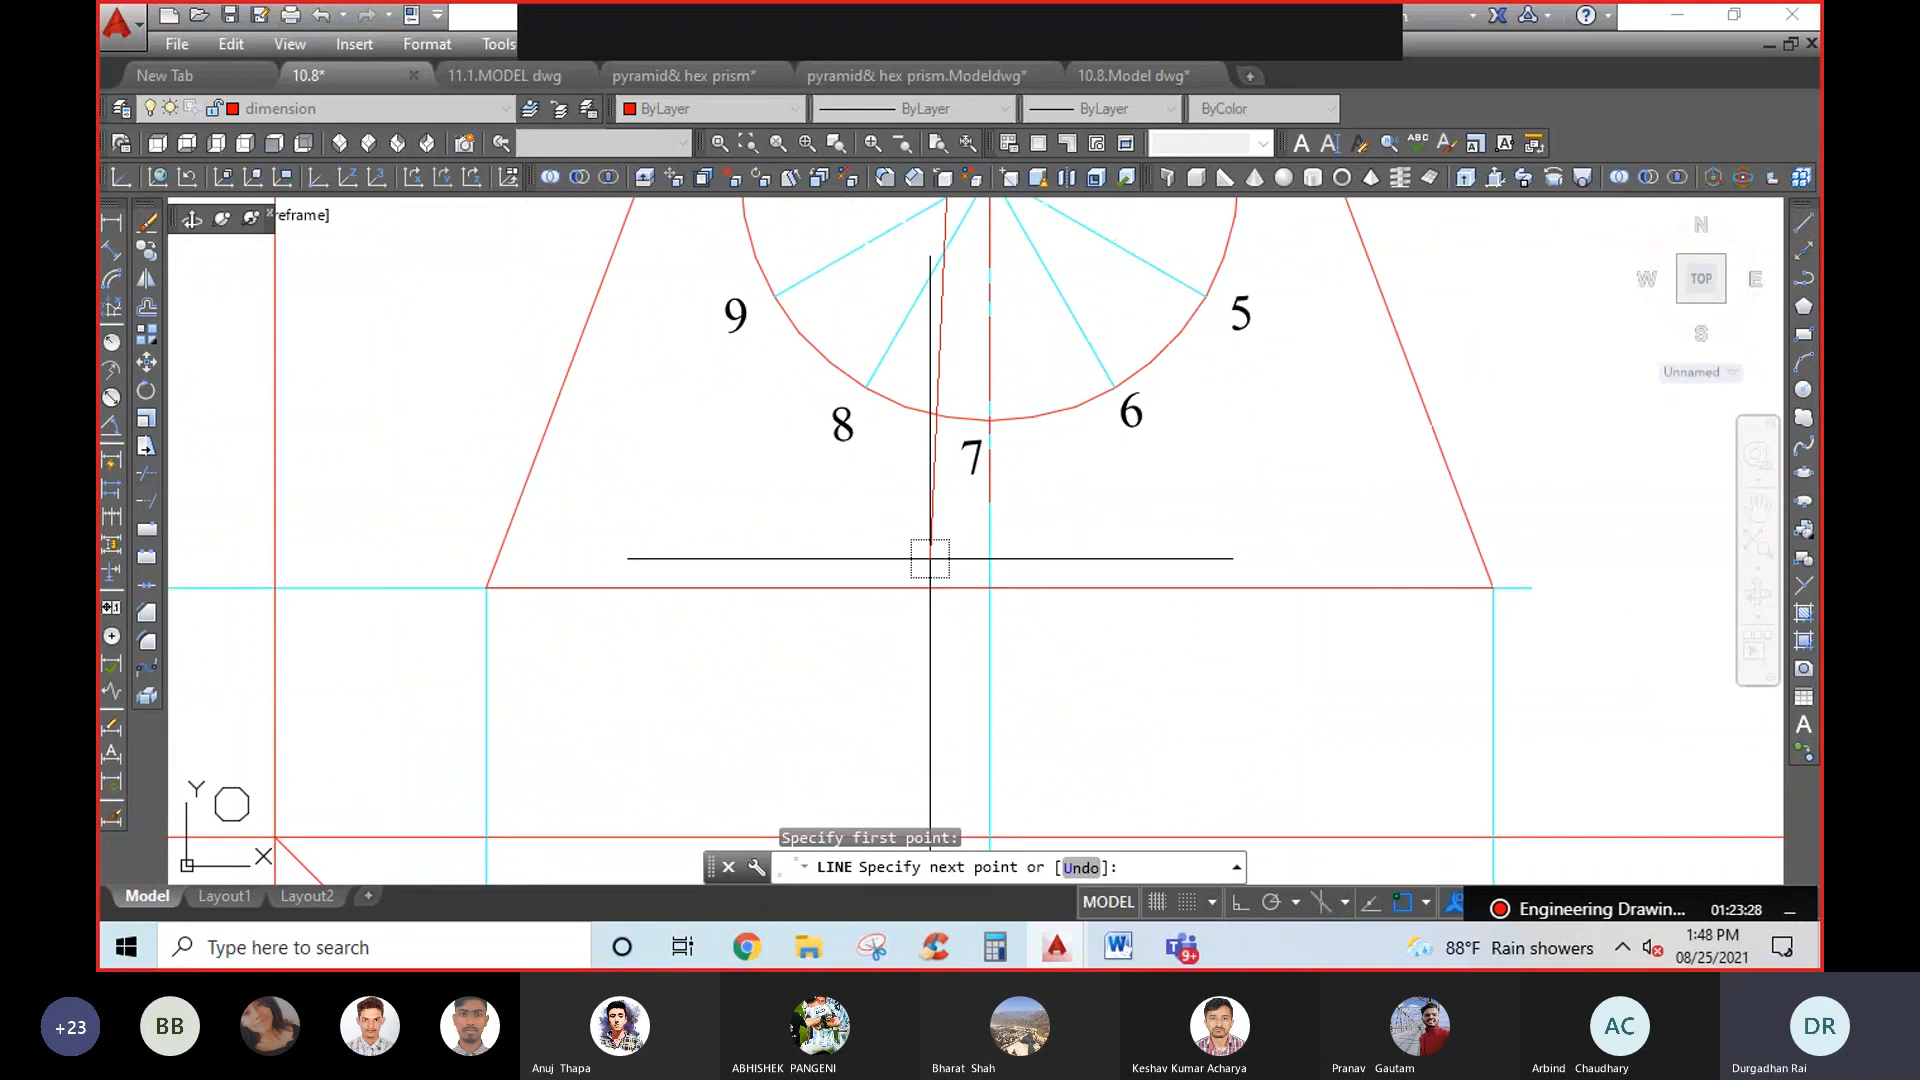 File Edit View Insert Format Tools
New Tab 10.8* 11.1.MODEL dwg pyramid& hex prism* pyramid& hex prism.Modeldwg* 10.8.Model dwg*
dimension ByLayer ByLayer ByLayer ByColor
reframe]
N
W TOP E
S
Unnamed
9
5
8
6
7
Y
X
Specify first point:
LINE Specify next point or [Undo]:
Model Layout1 Layout2
MODEL
Engineering Drawin... 01:23:28
Type here to search
9+
88°F Rain showers
1:48 PM
08/25/2021
+23
BB
AC
DR
Anuj Thapa
ABHISHEK PANGENI
Bharat Shah
Keshav Kumar Acharya
Pranav Gautam
Arbind Chaudhary
Durgadhan Rai